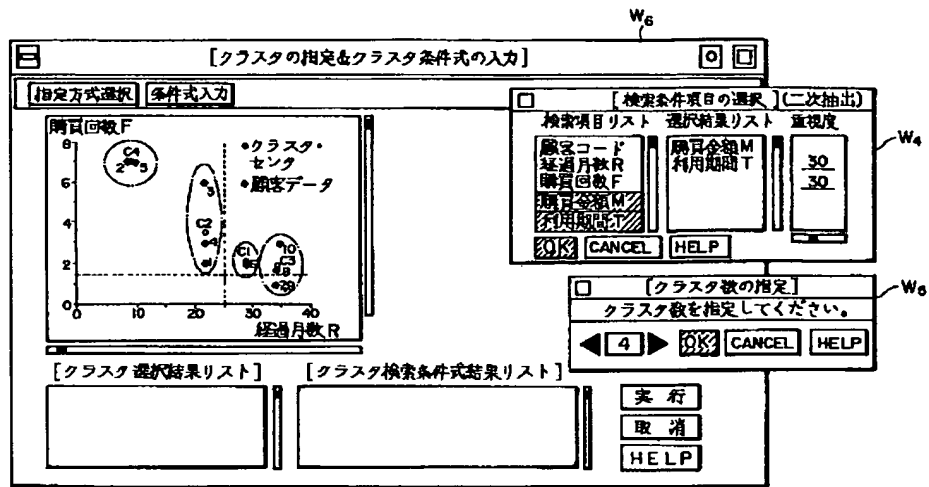 W₆
[クラスタの指定&クラスタ条件式の入力]
指定方式選択 条件式入力
購買回数F
8
6
4
2
0
0 10 20 30 40
経過月数R
・クラスタ・
センタ
・顧客データ
C4
2 5
3
C2
4
1
C1
6
10
C3
8
[検索条件項目の選択](二次抽出)
検索項目リスト 選択結果リスト 重視度
顧客コード
経過月数R
購買回数F
購買金額M
利用期間T
購買金額M
利用期間T
30
30
OK CANCEL HELP
W₄
[クラスタ数の指定]
クラスタ数を指定してください。
4 OK CANCEL HELP
W₅
[クラスタ選択結果リスト] [クラスタ検索条件式結果リスト]
実行
取消
HELP